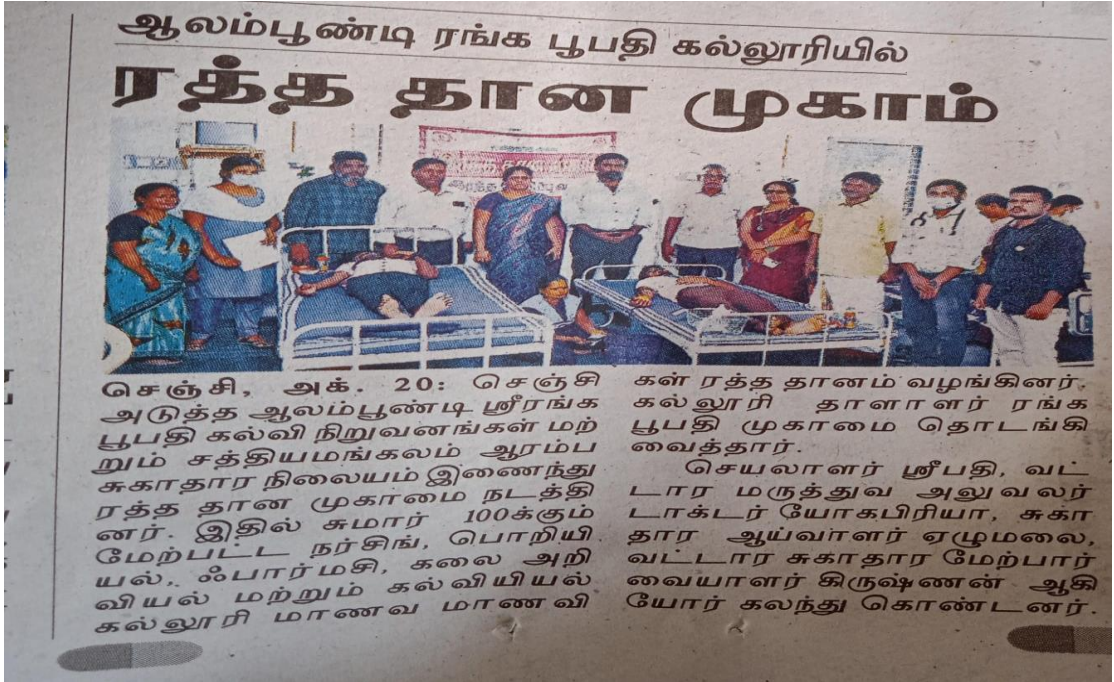 ஆலம்பூண்டி ரங்க பூபதி கல்லூரியில்
ரத்த தான முகாம்
செஞ்சி, அக். 20: செஞ்சி
அடுத்த ஆலம்பூண்டி ஸ்ரீரங்க
பூபதி கல்வி நிறுவனங்கள் மற்
றும் சத்தியமங்கலம் ஆரம்ப
சுகாதார நிலையம் இணைந்து
ரத்த தான முகாமை நடத்தி
னர். இதில் சுமார் 100க்கும்
மேற்பட்ட நர்சிங், பொறியி
யல், ஃபார்மசி, கலை அறி
வியல் மற்றும் கல்வியியல்
கல்லூரி மாணவ மாணவி
கள் ரத்த தானம் வழங்கினர்.
கல்லூரி தாளாளர் ரங்க
பூபதி முகாமை தொடங்கி
வைத்தார்.
செயலாளர் ஸ்ரீபதி, வட்
டார மருத்துவ அலுவலர்
டாக்டர் யோகபிரியா, சுகா
தார ஆய்வாளர் ஏழுமலை,
வட்டார சுகாதார மேற்பார்
வையாளர் கிருஷ்ணன் ஆகி
யோர் கலந்து கொண்டனர்.